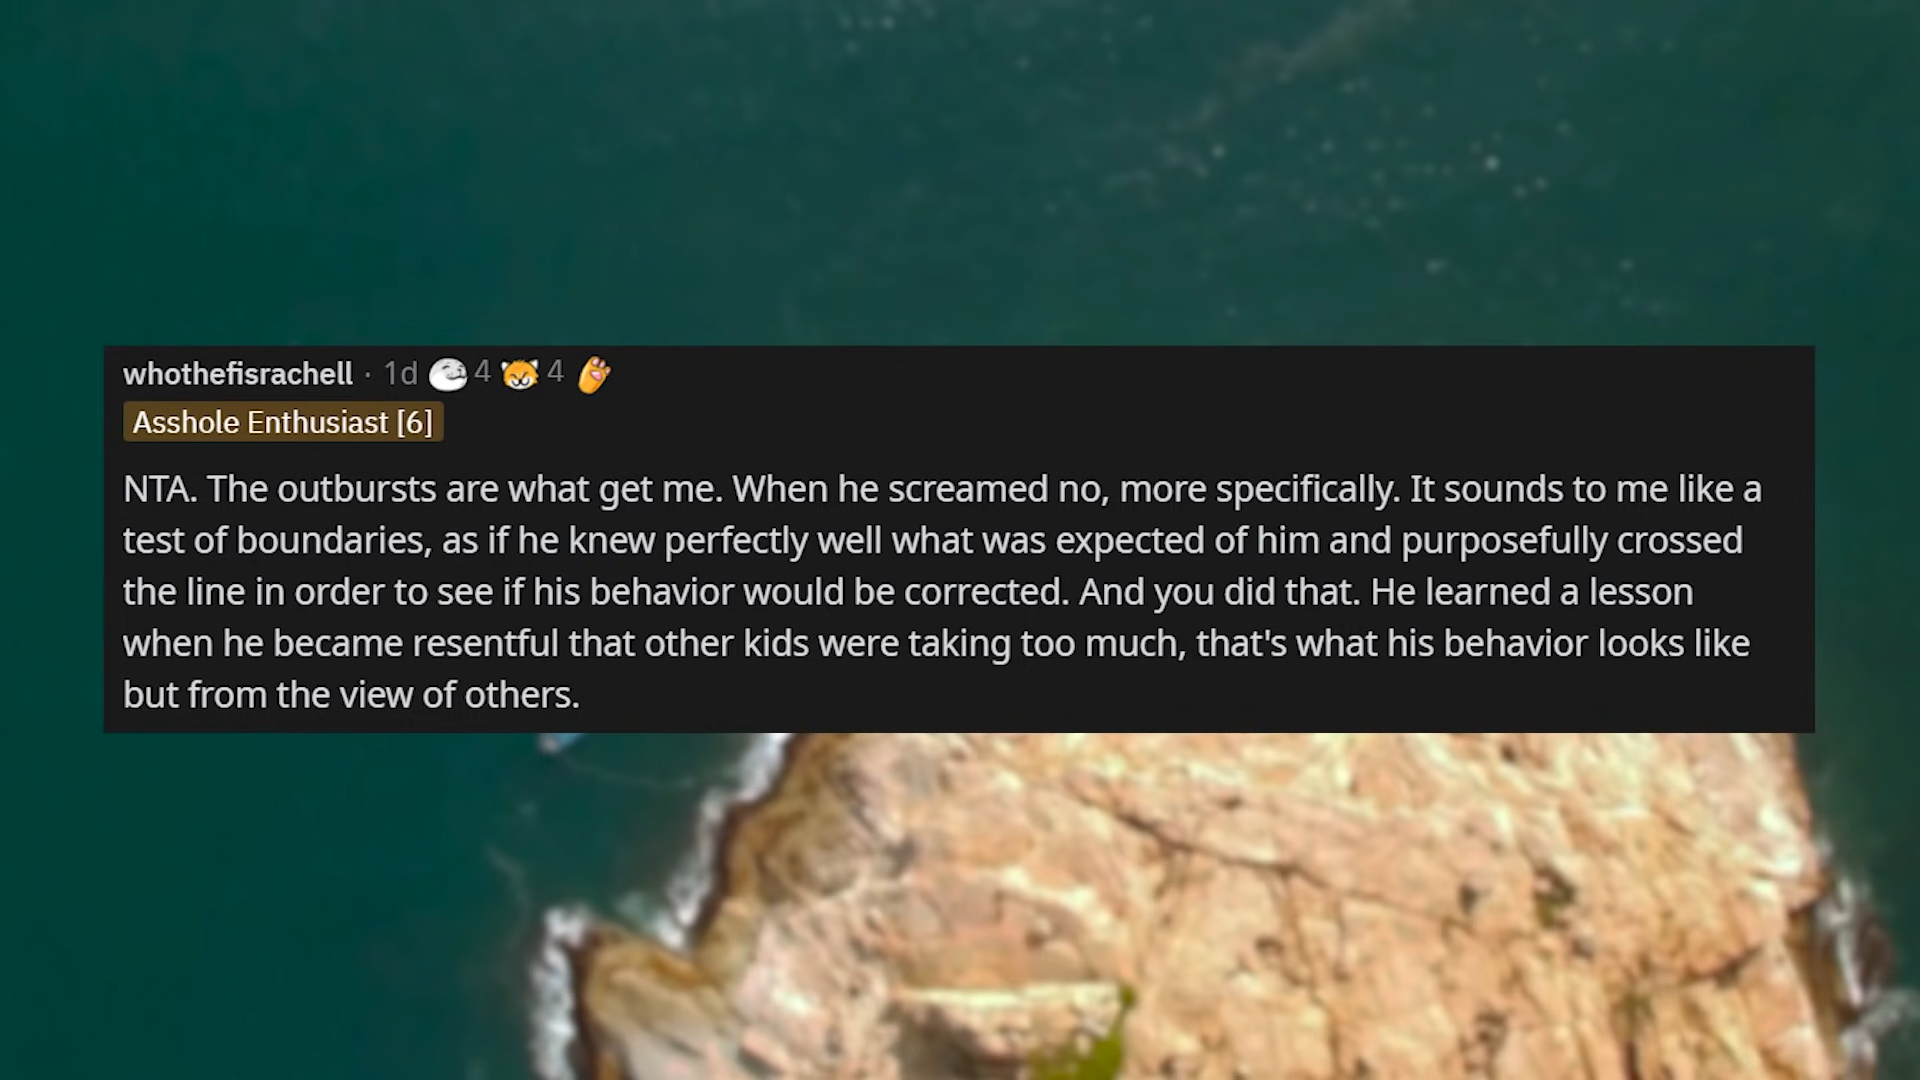 whothefisrachell · 1d 4 4
Asshole Enthusiast [6]
NTA. The outbursts are what get me. When he screamed no, more specifically. It sounds to me like a
test of boundaries, as if he knew perfectly well what was expected of him and purposefully crossed
the line in order to see if his behavior would be corrected. And you did that. He learned a lesson
when he became resentful that other kids were taking too much, that's what his behavior looks like
but from the view of others.